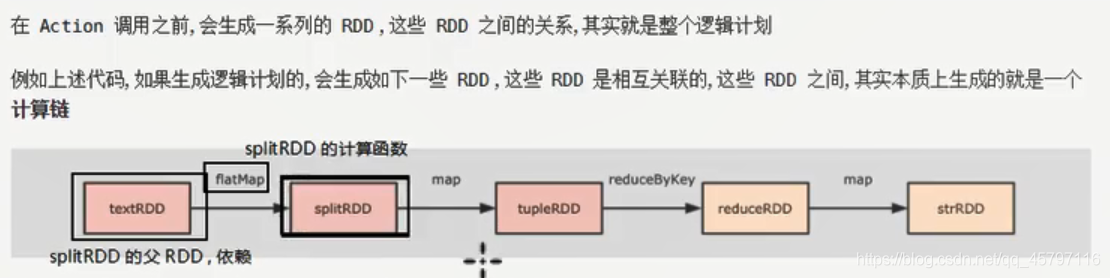 在 Action 调用之前, 会生成一系列的 RDD, 这些 RDD 之间的关系, 其实就是整个逻辑计划
例如上述代码, 如果生成逻辑计划的, 会生成如下一些 RDD, 这些 RDD 是相互关联的, 这些 RDD 之间, 其实本质上生成的就是一个
计算链
splitRDD 的计算函数
flatMap
map
reduceByKey
map
textRDD
splitRDD
tupleRDD
reduceRDD
strRDD
splitRDD 的父 RDD , 依赖
https://blog.csdn.net/qq_45797116